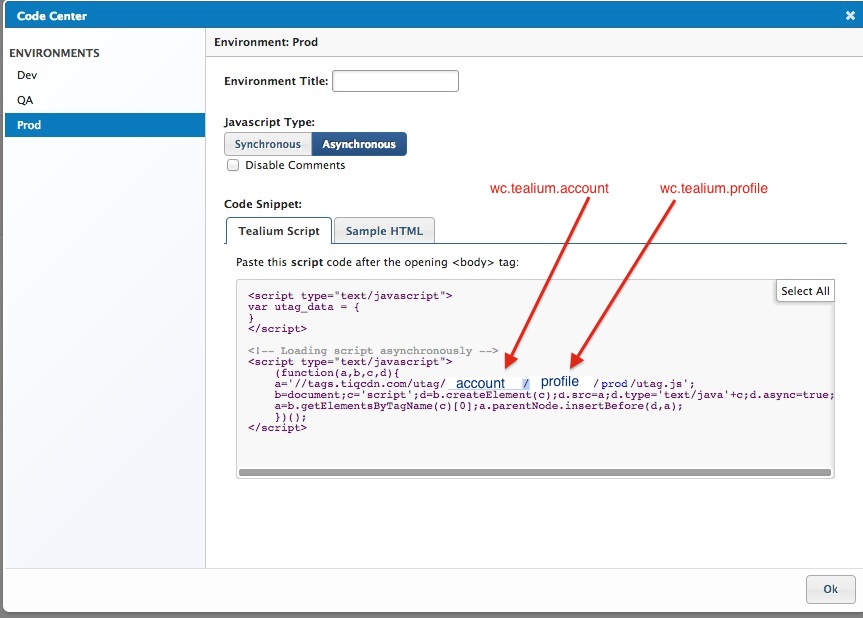 Code Center
ENVIRONMENTS
Dev
QA
Prod
Environment: Prod
Environment Title:
Javascript Type:
Synchronous Asynchronous
Disable Comments
wc.tealium.account wc.tealium.profile
Code Snippet:
Tealium Script Sample HTML
Paste this script code after the opening <body> tag:
Select All
<script type="text/javascript">
var utag_data = {
}
</script>
<!-- Loading script asynchronously -->
<script type="text/javascript">
(function(a,b,c,d){
a='//tags.tiqcdn.com/utag/ account / profile /prod/utag.js';
b=document;c='script';d=b.createElement(c);d.src=a;d.type='text/java'+c;d.async=true;
a=b.getElementsByTagName(c)[0];a.parentNode.insertBefore(d,a);
})();
</script>
Ok